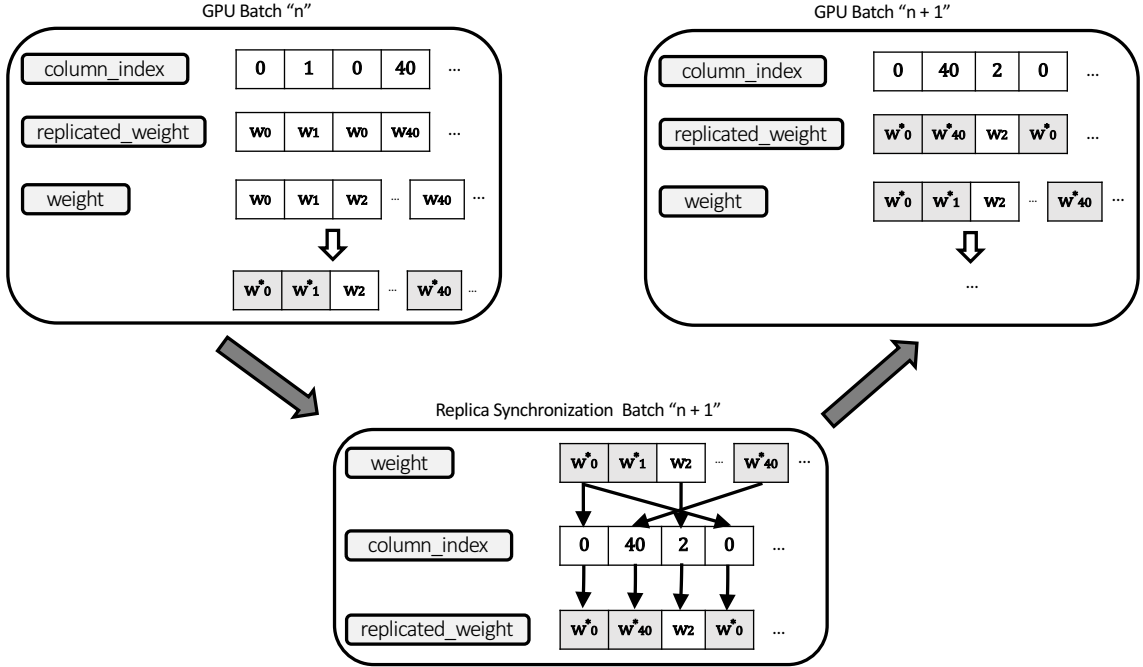 GPU Batch “n”
column_index 0 1 0 40 ...
replicated_weight w0 w1 w0 w40 ...
weight w0 w1 w2 ... w40 ...
w*0 w*1 w2 ... w*40 ...
GPU Batch “n + 1”
column_index 0 40 2 0 ...
replicated_weight w*0 w*40 w2 w*0 ...
weight w*0 w*1 w2 ... w*40 ...
...
Replica Synchronization Batch “n + 1”
weight w*0 w*1 w2 ... w*40 ...
column_index 0 40 2 0 ...
replicated_weight w*0 w*40 w2 w*0 ...